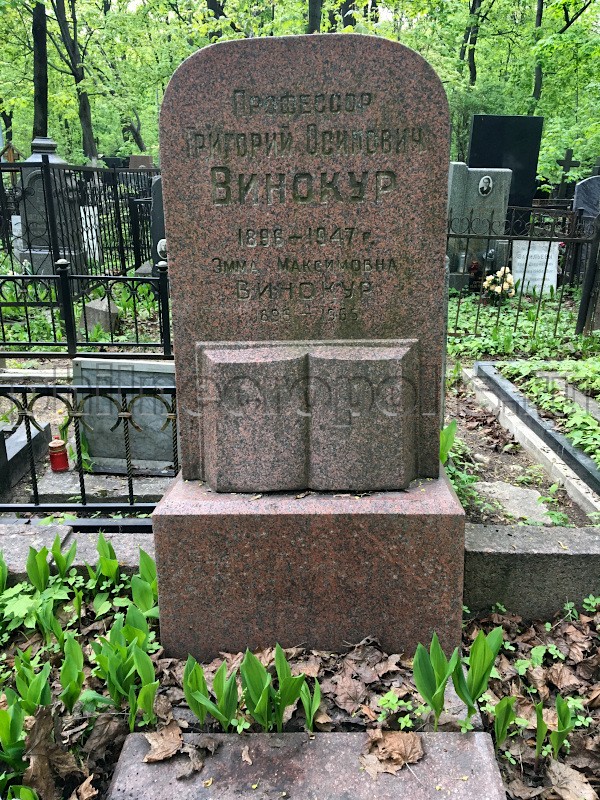 Профессор
Григорий Осипович
Винокур
1896–1947 г.
Эмма Максимовна
Винокур